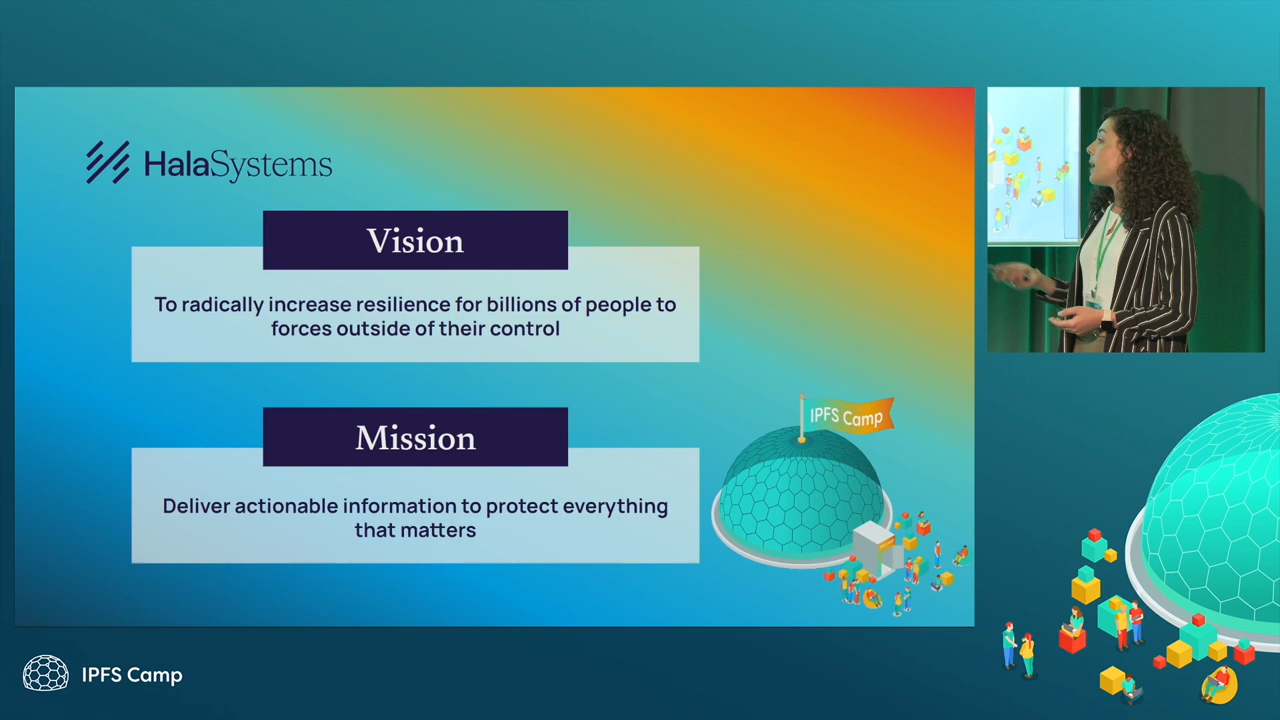 HalaSystems
Vision
To radically increase resilience for billions of people to
forces outside of their control
Mission
Deliver actionable information to protect everything
that matters
IPFS Camp
IPFS Camp